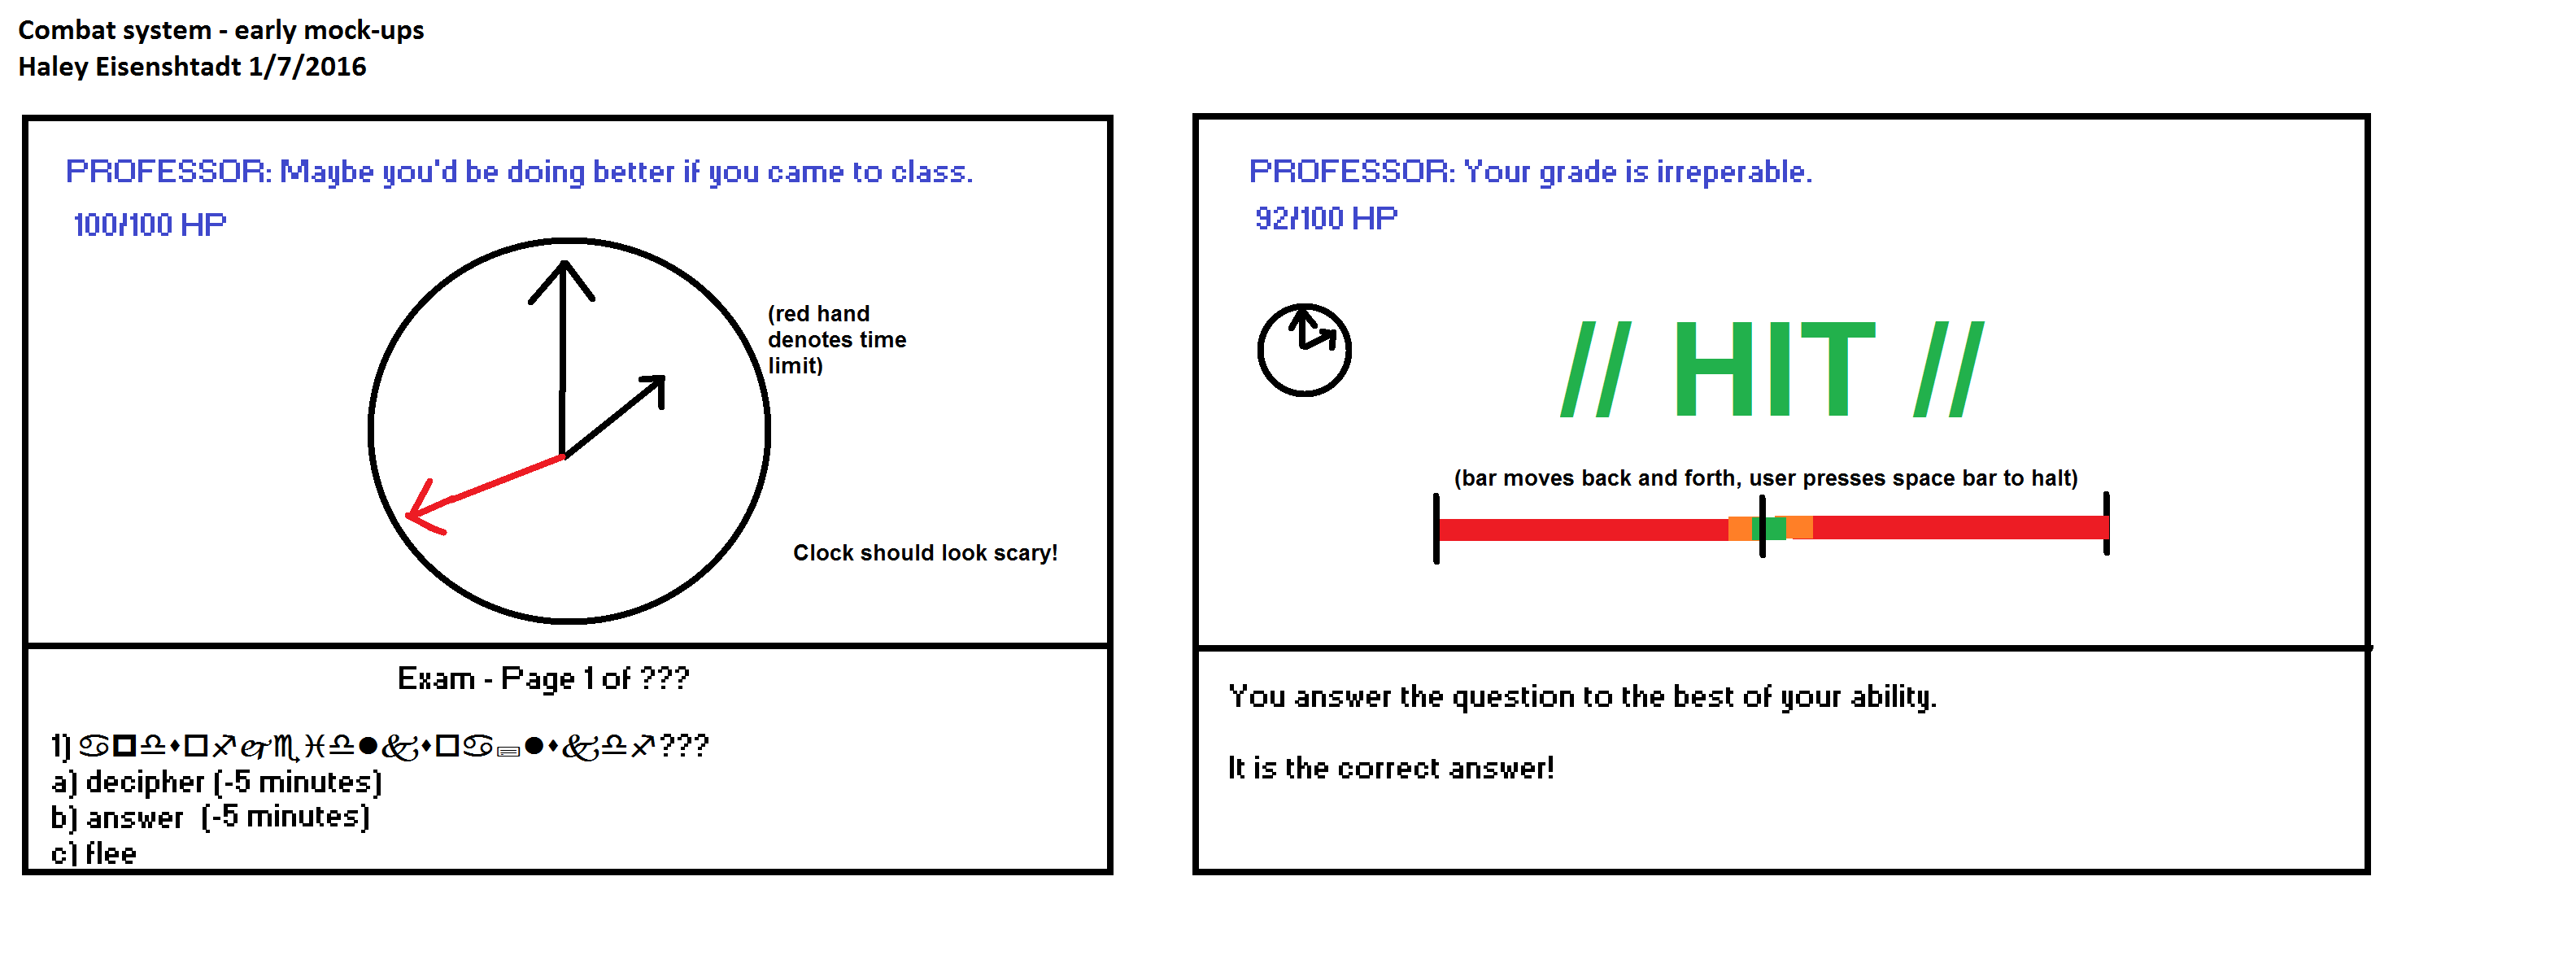 Combat system - early mock-ups
Haley Eisenshtadt 1/7/2016
PROFESSOR: Maybe you'd be doing better if you came to class.
100/100 HP
(red hand
denotes time
limit)
Clock should look scary!
Exam - Page 1 of ???
1) ♋🞐♎⬧□♐🙰♏♓♎●🙵⬧□♋🖮●⬧🙵♎♐???
a) decipher (-5 minutes)
b) answer (-5 minutes)
c) flee
PROFESSOR: Your grade is irreperable.
92/100 HP
// HIT //
(bar moves back and forth, user presses space bar to halt)
You answer the question to the best of your ability.
It is the correct answer!